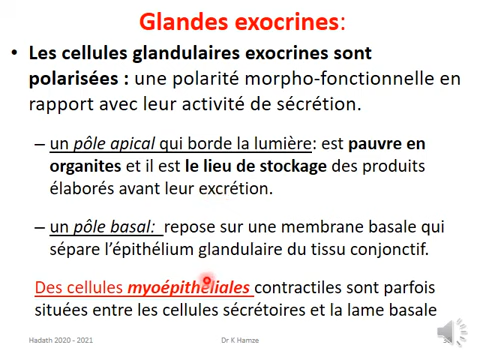 Glandes exocrines:
• Les cellules glandulaires exocrines sont
polarisées : une polarité morpho-fonctionnelle en
rapport avec leur activité de sécrétion.
– un pôle apical qui borde la lumière: est pauvre en
organites et il est le lieu de stockage des produits
élaborés avant leur excrétion.
– un pôle basal: repose sur une membrane basale qui
sépare l'épithélium glandulaire du tissu conjonctif.
Des cellules myoépithéliales contractiles sont parfois
situées entre les cellules sécrétoires et la lame basale
Hadath 2020 - 2021 Dr K Hamze